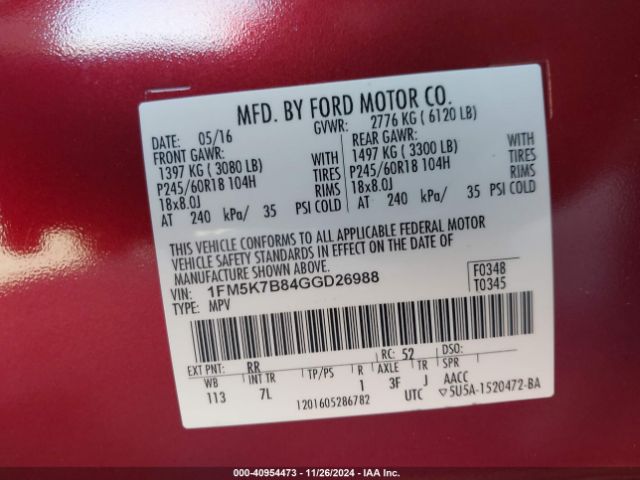 MFD. BY FORD MOTOR CO.
DATE: 05/16 GVWR: 2776 KG ( 6120 LB)
FRONT GAWR: REAR GAWR:
1397 KG ( 3080 LB) WITH 1497 KG ( 3300 LB) WITH
P245/60R18 104H TIRES P245/60R18 104H TIRES
18x8.0J RIMS 18x8.0J RIMS
AT 240 kPa/ 35 PSI COLD AT 240 kPa/ 35 PSI COLD
THIS VEHICLE CONFORMS TO ALL APPLICABLE FEDERAL MOTOR
VEHICLE SAFETY STANDARDS IN EFFECT ON THE DATE OF
MANUFACTURE SHOWN ABOVE.
VIN: 1FM5K7B84GGD26988 F0348
TYPE: MPV T0345
EXT PNT: RR RC: 52 DSO:
WB INT TR TP/PS R AXLE TR SPR
113 7L 1 3F J AACC
1201605286782 UTC ▽5U5A-1520472-BA
000-40954473 - 11/26/2024 - IAA Inc.